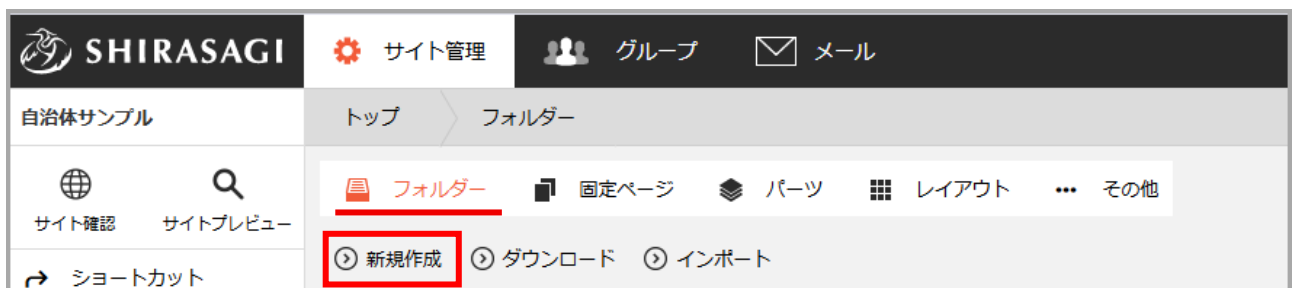 SHIRASAGI サイト管理 グループ メール
自治体サンプル トップ フォルダー
フォルダー 固定ページ パーツ レイアウト ••• その他
サイト確認 サイトプレビュー
新規作成 ダウンロード インポート
ショートカット